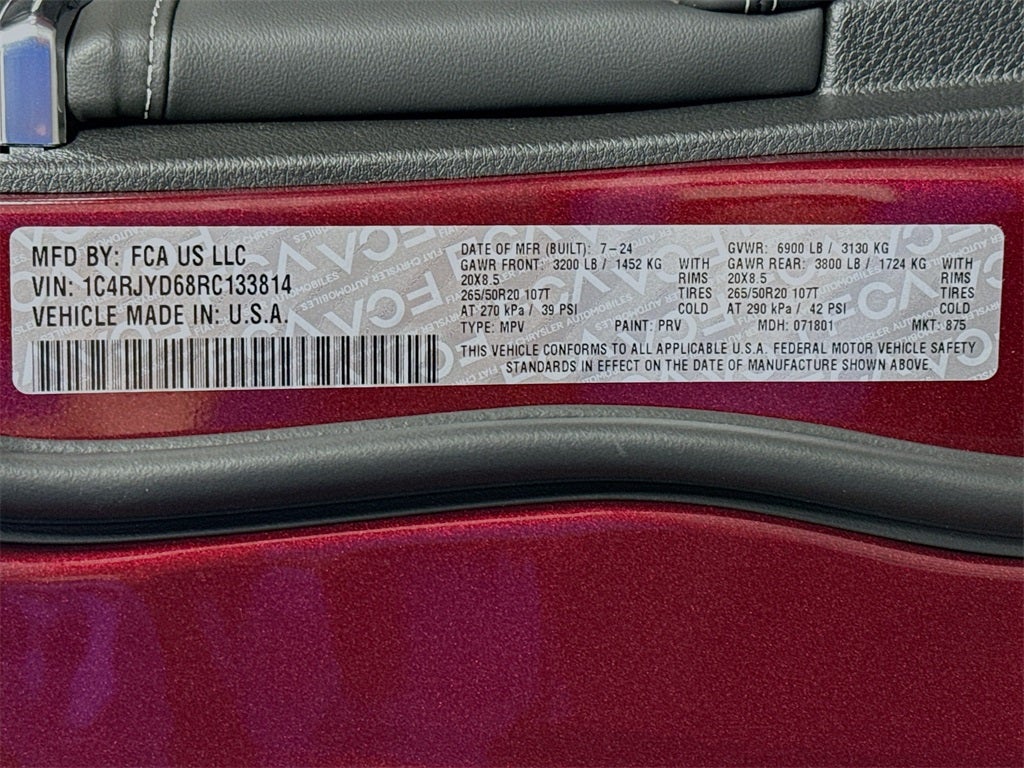 MFD BY: FCA US LLC
VIN: 1C4RJYD68RC133814
VEHICLE MADE IN: U.S.A.
DATE OF MFR (BUILT): 7-24 GVWR: 6900 LB / 3130 KG
GAWR FRONT: 3200 LB / 1452 KG WITH GAWR REAR: 3800 LB / 1724 KG WITH
20X8.5 RIMS 20X8.5 RIMS
265/50R20 107T TIRES 265/50R20 107T TIRES
AT 270 kPa / 39 PSI COLD AT 290 kPa / 42 PSI COLD
TYPE: MPV PAINT: PRV MDH: 071801 MKT: 875
THIS VEHICLE CONFORMS TO ALL APPLICABLE U.S.A. FEDERAL MOTOR VEHICLE SAFETY
STANDARDS IN EFFECT ON THE DATE OF MANUFACTURE SHOWN ABOVE.